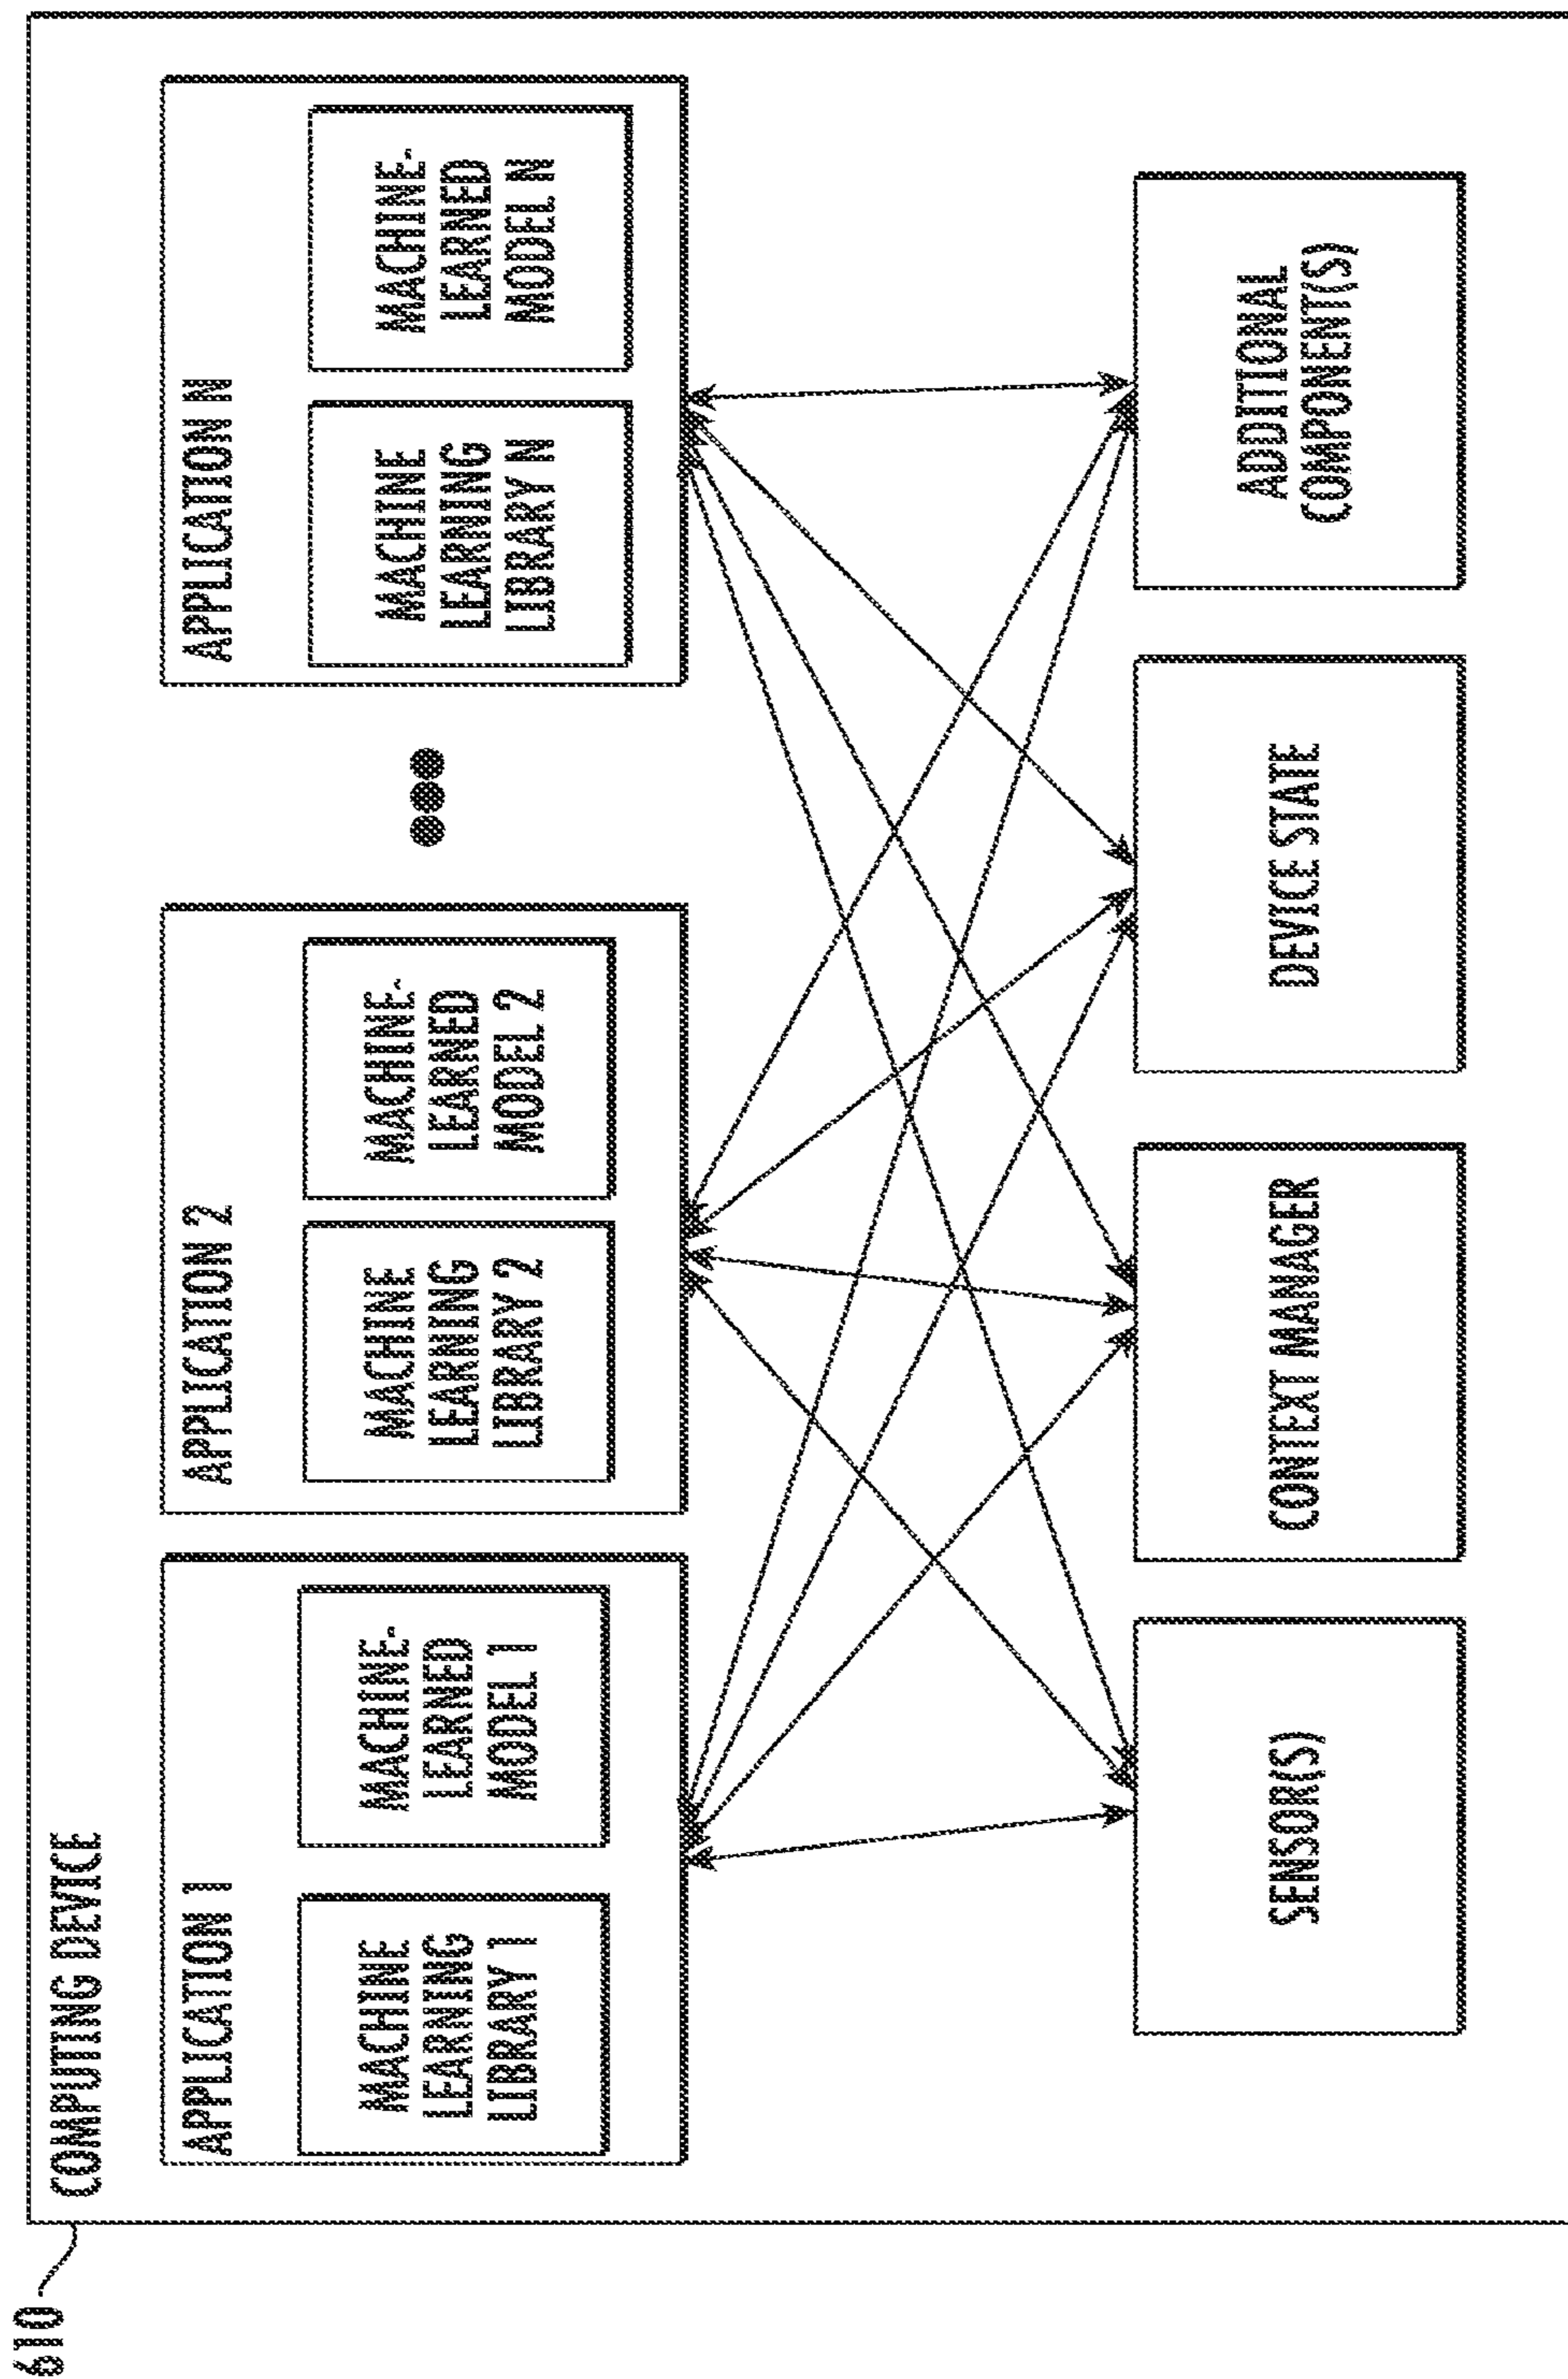 610
COMPUTING DEVICE
APPLICATION 1
MACHINE
LEARNING
LIBRARY 1
MACHINE-
LEARNED
MODEL 1
APPLICATION 2
MACHINE
LEARNING
LIBRARY 2
MACHINE-
LEARNED
MODEL 2
APPLICATION N
MACHINE
LEARNING
LIBRARY N
MACHINE-
LEARNED
MODEL N
SENSOR(S)
CONTEXT MANAGER
DEVICE STATE
ADDITIONAL
COMPONENT(S)